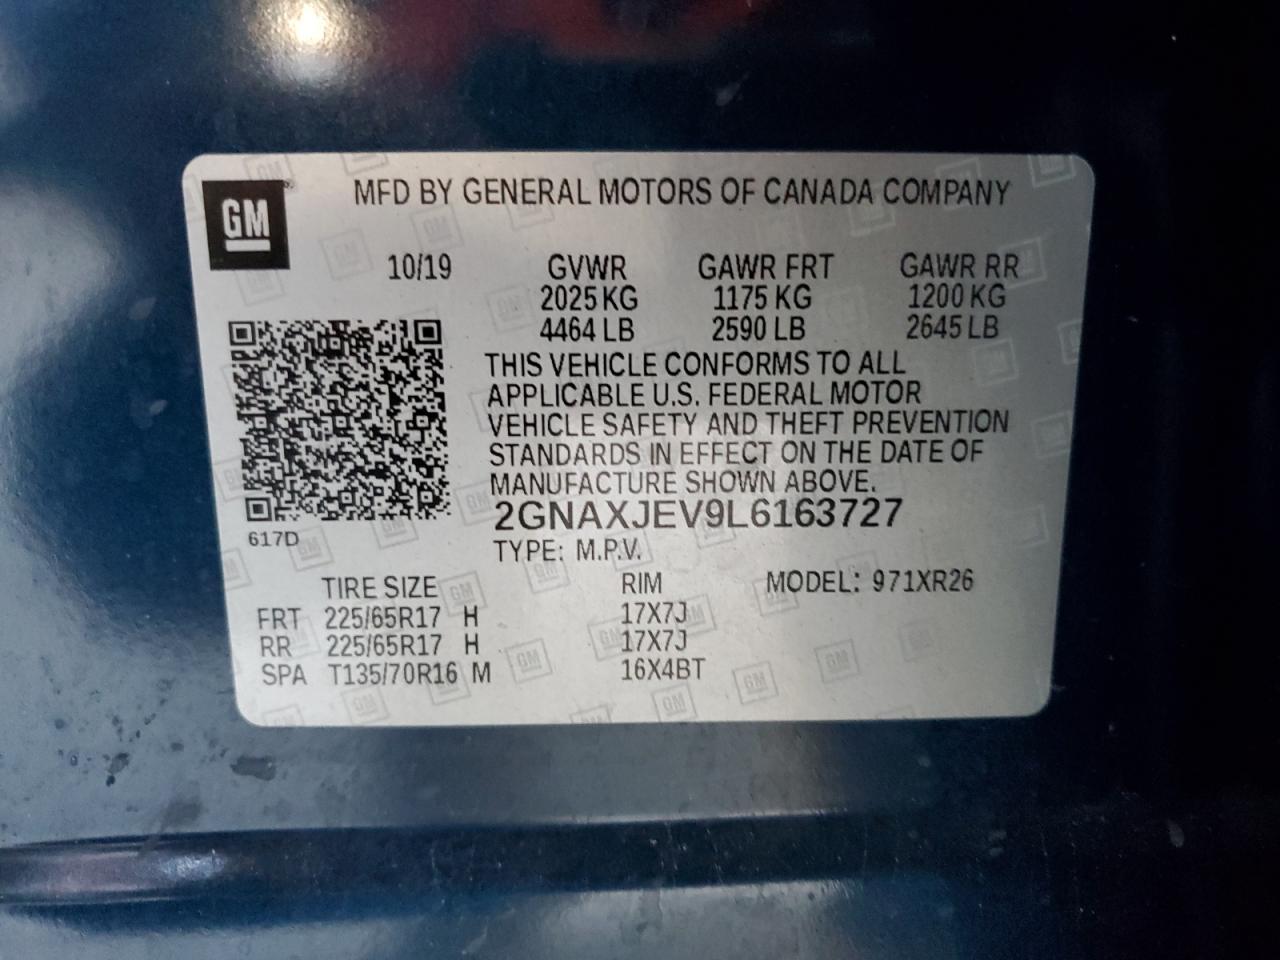 GM
MFD BY GENERAL MOTORS OF CANADA COMPANY
10/19 GVWR GAWR FRT GAWR RR
2025 KG 1175 KG 1200 KG
4464 LB 2590 LB 2645 LB
THIS VEHICLE CONFORMS TO ALL
APPLICABLE U.S. FEDERAL MOTOR
VEHICLE SAFETY AND THEFT PREVENTION
STANDARDS IN EFFECT ON THE DATE OF
MANUFACTURE SHOWN ABOVE.
2GNAXJEV9L6163727
617D
TYPE: M.P.V.
TIRE SIZE RIM MODEL: 971XR26
FRT 225/65R17 H 17X7J
RR 225/65R17 H 17X7J
SPA T135/70R16 M 16X4BT